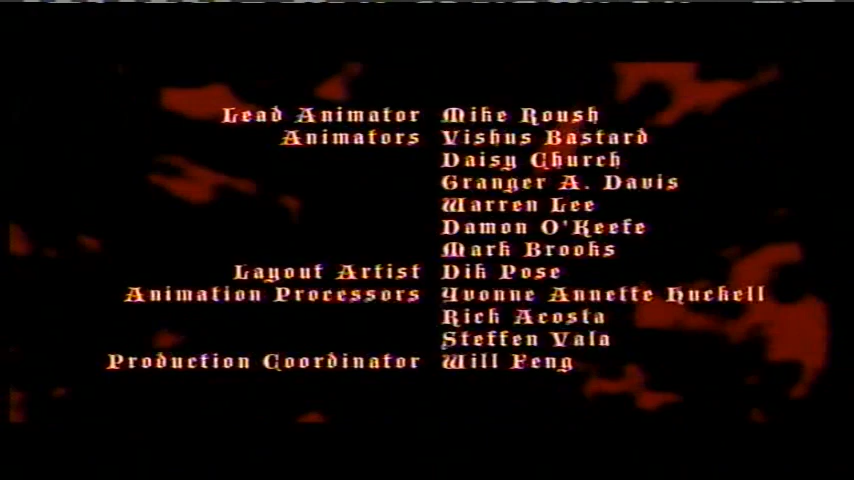 Lead Animator Mike Roush
Animators Vishus Bastard
Daisy Church
Granger A. Davis
Warren Lee
Damon O'Keefe
Mark Brooks
Layout Artist Dik Pose
Animation Processors Yvonne Annette Huckell
Rich Acosta
Steffen Vala
Production Coordinator Will Feng